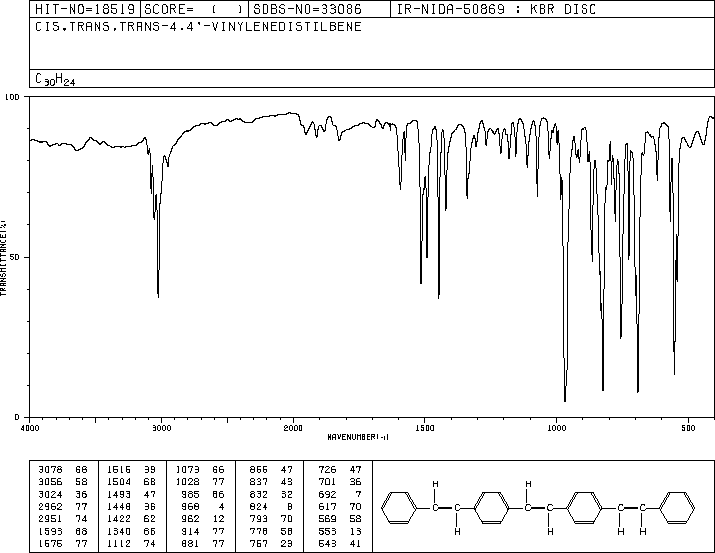 HIT-NO=18519 SCORE= ( ) SDBS-NO=33086 IR-NIDA-50869 : KBR DISC
CIS,TRANS,TRANS-4,4'-VINYLENEDISTILBENE
C30H24
100
50
0
TRANSMITTANCE(%)
4000 3000 2000 1500 1000 500
WAVENUMBER(-1)
3078 1516 39 1073 66 866 47 726 47
3056 58 1504 68 1028 77 837 43 701 36
3024 36 1493 47 985 832 32 692 7
2962 77 1448 36 968 4 824 8 617 70
2951 74 1422 62 962 12 793 70 569 58
1593 68 1340 66 914 77 778 58 553 13
1576 77 1112 74 881 77 757 543 41
H H
C C C C C C
H H H H